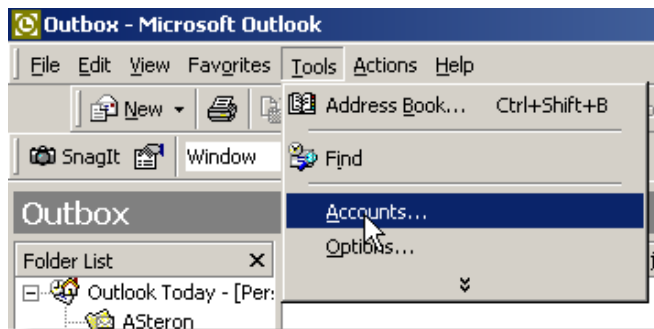 Outbox - Microsoft Outlook
File Edit View Favorites Tools Actions Help
New
Address Book... Ctrl+Shift+B
SnagIt Window
Find
Outbox
Accounts...
Folder List
Options...
Outlook Today - [Pers
ASteron